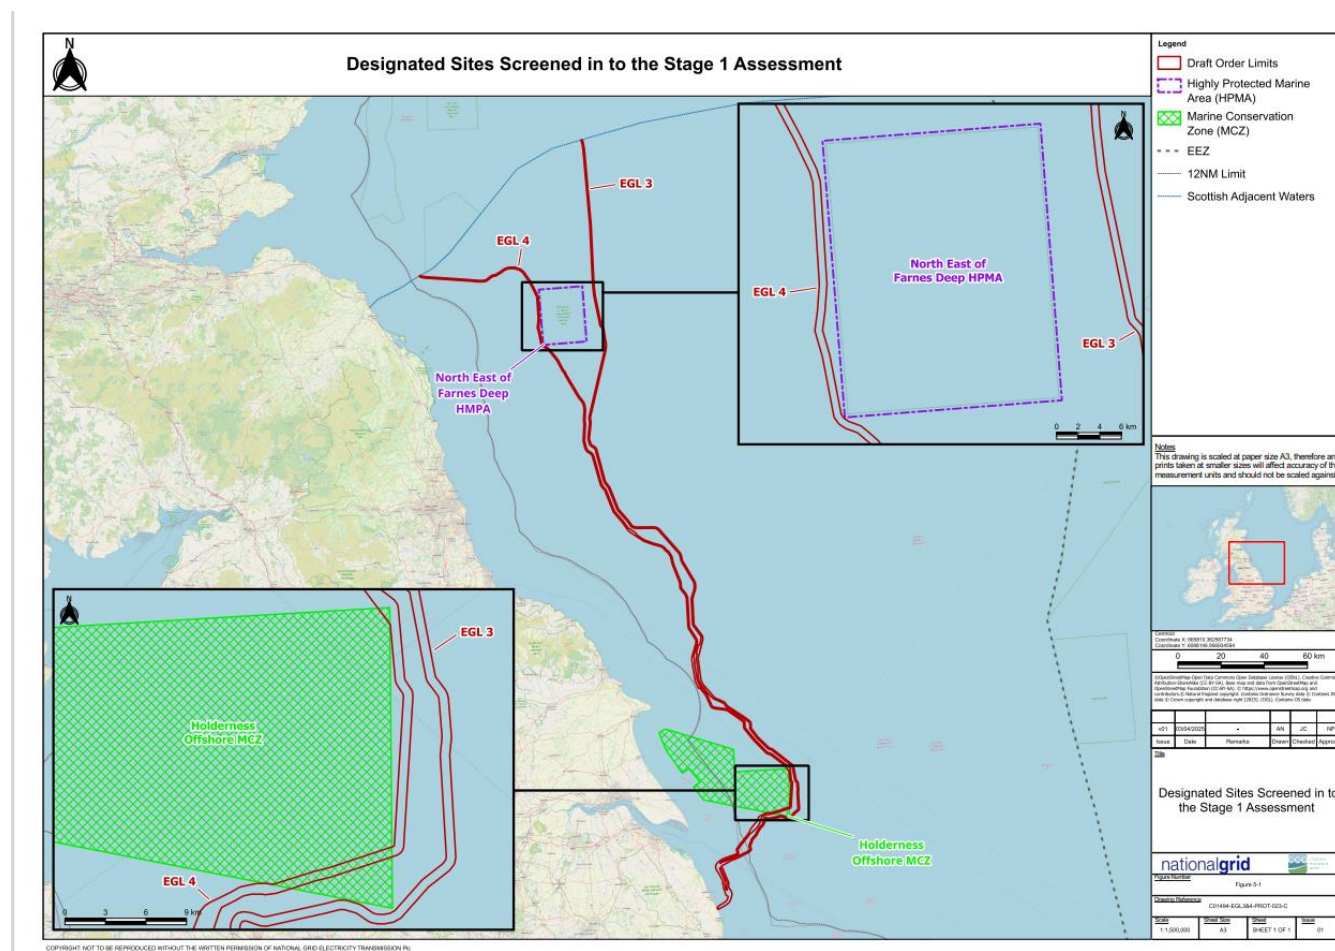 N
Designated Sites Screened in to the Stage 1 Assessment
EGL 3
EGL 4
North East of
Farnes Deep
HMPA
N
North East of
Farnes Deep HPMA
EGL 4
EGL 3
0 2 4 6 km
N
EGL 3
Holderness
Offshore MCZ
EGL 4
0 3 6 9 km
Holderness
Offshore MCZ
Legend
Draft Order Limits
Highly Protected Marine
Area (HPMA)
Marine Conservation
Zone (MCZ)
EEZ
12NM Limit
Scottish Adjacent Waters
Notes
This drawing is scaled at paper size A3, therefore an
prints taken at smaller sizes will affect accuracy of th
measurement units and should not be scaled against
Centroid
0 20 40 60 km
v01 03/04/2025 - AN JC NP
Issue Date Remarks Drawn Checked Approv
Title
Designated Sites Screened in to
the Stage 1 Assessment
nationalgrid
Figure Number
Figure 5-1
Drawing Reference
C01494-EGL3&4-PROT-023-C
Scale Sheet Size Sheet Issue
1:1,500,000 A3 SHEET 1 OF 1 01
COPYRIGHT: NOT TO BE REPRODUCED WITHOUT THE WRITTEN PERMISSION OF NATIONAL GRID ELECTRICITY TRANSMISSION Plc